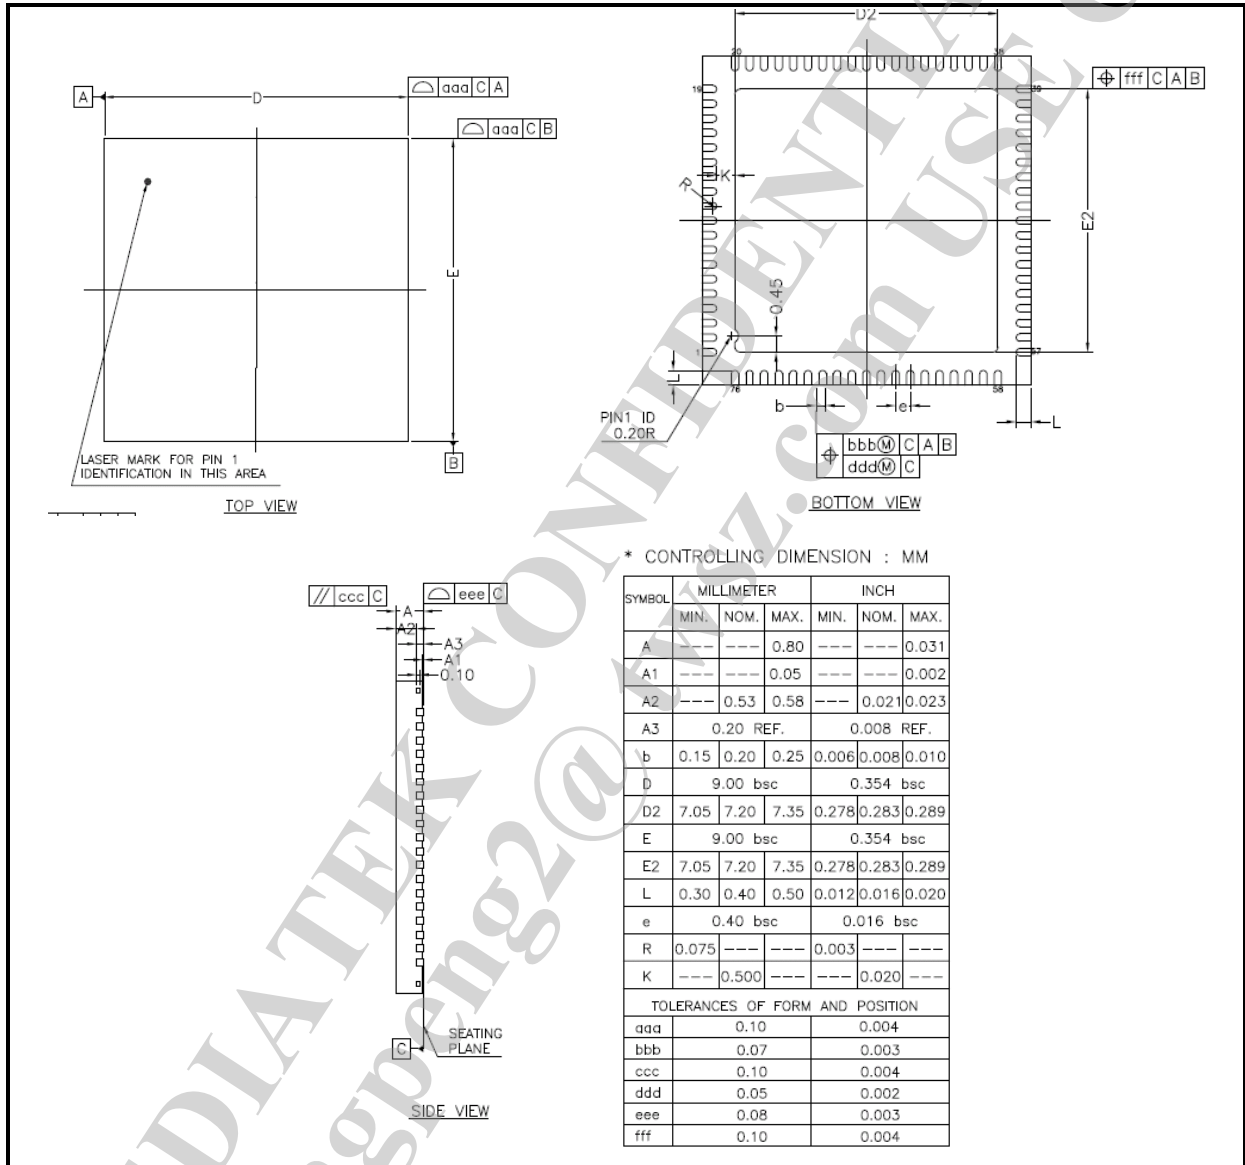 D2
20
38
A
D
aaa C A
aaa C B
fff C A B
19
39
K
R
E
E2
0.45
1
57
L
76
58
b
e
L
PIN1 ID
0.20R
bbb Ⓜ C A B
ddd Ⓜ C
LASER MARK FOR PIN 1
IDENTIFICATION IN THIS AREA
B
TOP VIEW
BOTTOM VIEW
* CONTROLLING DIMENSION : MM
// ccc C
eee C
A
A2
A3
A1
0.10
SEATING
PLANE
C
SIDE VIEW
SYMBOL MILLIMETER INCH
MIN. NOM. MAX. MIN. NOM. MAX.
A --- --- 0.80 --- --- 0.031
A1 --- --- 0.05 --- --- 0.002
A2 --- 0.53 0.58 --- 0.021 0.023
A3 0.20 REF. 0.008 REF.
b 0.15 0.20 0.25 0.006 0.008 0.010
D 9.00 bsc 0.354 bsc
D2 7.05 7.20 7.35 0.278 0.283 0.289
E 9.00 bsc 0.354 bsc
E2 7.05 7.20 7.35 0.278 0.283 0.289
L 0.30 0.40 0.50 0.012 0.016 0.020
e 0.40 bsc 0.016 bsc
R 0.075 --- --- 0.003 --- ---
K --- 0.500 --- --- 0.020 ---
TOLERANCES OF FORM AND POSITION
aaa 0.10 0.004
bbb 0.07 0.003
ccc 0.10 0.004
ddd 0.05 0.002
eee 0.08 0.003
fff 0.10 0.004
DIATEK CONFIDENTIA
USE
twsz.com